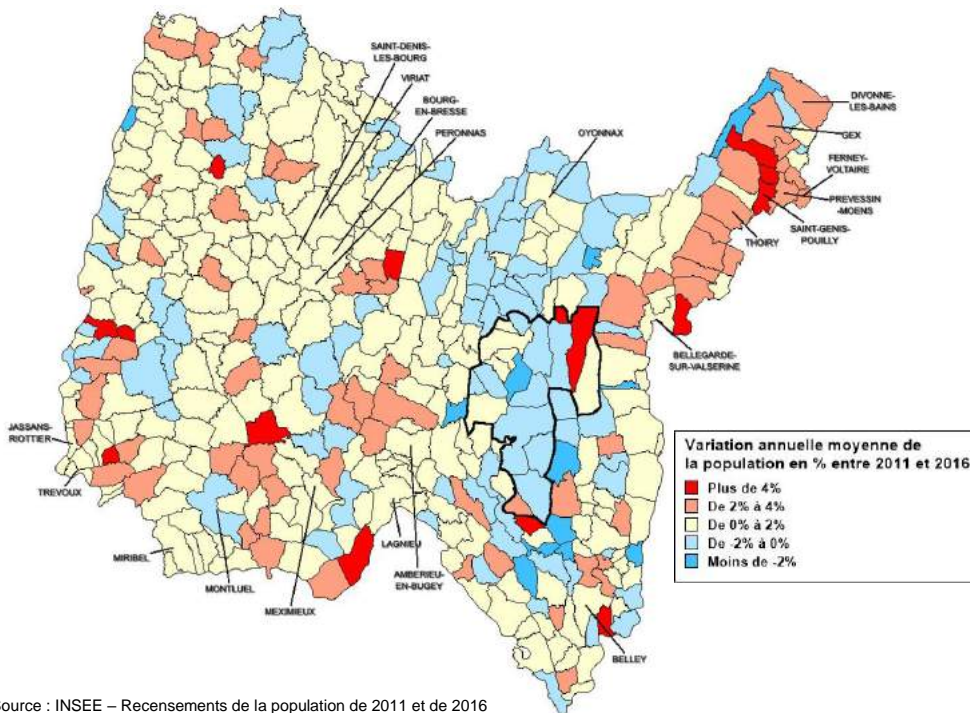 SAINT-DENIS-
LES-BOURG
VIRIAT
BOURG-
EN-BRESSE
PERONNAS
OYONNAX
DIVONNE-
LES-BAINS
GEX
FERNEY-
VOLTAIRE
PREVESSIN
-MOENS
SAINT-GENIS-
POUILLY
THOIRY
BELLEGARDE-
SUR-VALSERINE
JASSANS-
RIOTTIER
TREVOUX
MIRIBEL
MONTLUEL
MEXIMIEUX
LAGNIEU
AMBERIEU-
EN-BUGEY
BELLEY
Variation annuelle moyenne de
la population en % entre 2011 et 2016
Plus de 4%
De 2% à 4%
De 0% à 2%
De -2% à 0%
Moins de -2%
ource : INSEE – Recensements de la population de 2011 et de 2016